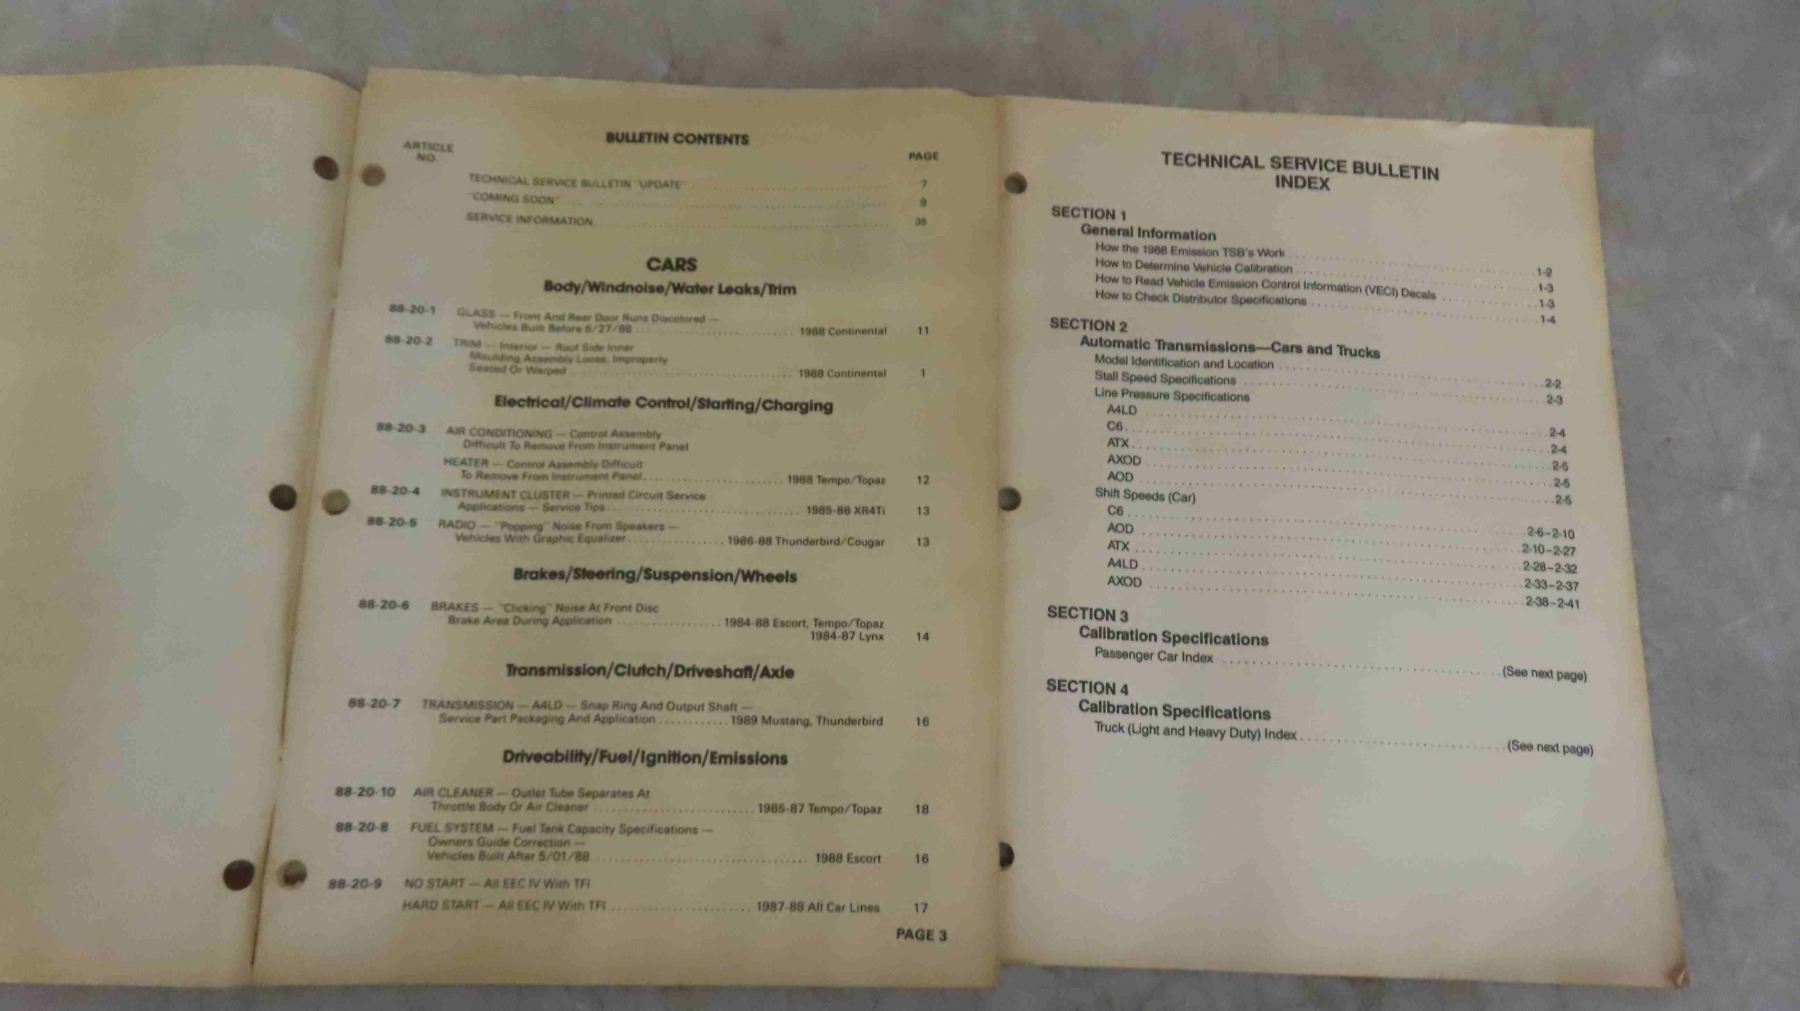 BULLETIN CONTENTS
ARTICLE
NO.
PAGE
TECHNICAL SERVICE BULLETIN "UPDATE" 7
"COMING SOON" 9
SERVICE INFORMATION 35
CARS
Body/Windnoise/Water Leaks/Trim
88-20-1 GLASS — Front And Rear Door Runs Discolored —
Vehicles Built Before 6/27/88 1988 Continental 11
88-20-2 TRIM — Interior — Roof Side Inner
Moulding Assembly Loose, Improperly
Seated Or Warped 1988 Continental 1
Electrical/Climate Control/Starting/Charging
88-20-3 AIR CONDITIONING — Control Assembly
Difficult To Remove From Instrument Panel
HEATER — Control Assembly Difficult
To Remove From Instrument Panel 1988 Tempo/Topaz 12
88-20-4 INSTRUMENT CLUSTER — Printed Circuit Service
Applications — Service Tips 1985-88 XR4Ti 13
88-20-5 RADIO — "Popping" Noise From Speakers —
Vehicles With Graphic Equalizer 1986-88 Thunderbird/Cougar 13
Brakes/Steering/Suspension/Wheels
88-20-6 BRAKES — "Clicking" Noise At Front Disc
Brake Area During Application 1984-88 Escort, Tempo/Topaz
1984-87 Lynx 14
Transmission/Clutch/Driveshaft/Axle
88-20-7 TRANSMISSION — A4LD — Snap Ring And Output Shaft —
Service Part Packaging And Application 1989 Mustang, Thunderbird 16
Driveability/Fuel/Ignition/Emissions
88-20-10 AIR CLEANER — Outlet Tube Separates At
Throttle Body Or Air Cleaner 1985-87 Tempo/Topaz 18
88-20-8 FUEL SYSTEM — Fuel Tank Capacity Specifications —
Owners Guide Correction —
Vehicles Built After 5/01/88 1988 Escort 16
88-20-9 NO START — All EEC IV With TFI
HARD START — All EEC IV With TFI 1987-88 All Car Lines 17
PAGE 3
TECHNICAL SERVICE BULLETIN
INDEX
SECTION 1
General Information
How the 1988 Emission TSB's Work 1-2
How to Determine Vehicle Calibration 1-3
How to Read Vehicle Emission Control Information (VECI) Decals 1-3
How to Check Distributor Specifications 1-4
SECTION 2
Automatic Transmissions—Cars and Trucks
Model Identification and Location 2-2
Stall Speed Specifications 2-3
Line Pressure Specifications
A4LD 2-4
C6 2-4
ATX 2-5
AXOD 2-5
AOD 2-5
Shift Speeds (Car)
C6 2-6–2-10
AOD 2-10–2-27
ATX 2-28–2-32
A4LD 2-33–2-37
AXOD 2-38–2-41
SECTION 3
Calibration Specifications
Passenger Car Index (See next page)
SECTION 4
Calibration Specifications
Truck (Light and Heavy Duty) Index (See next page)